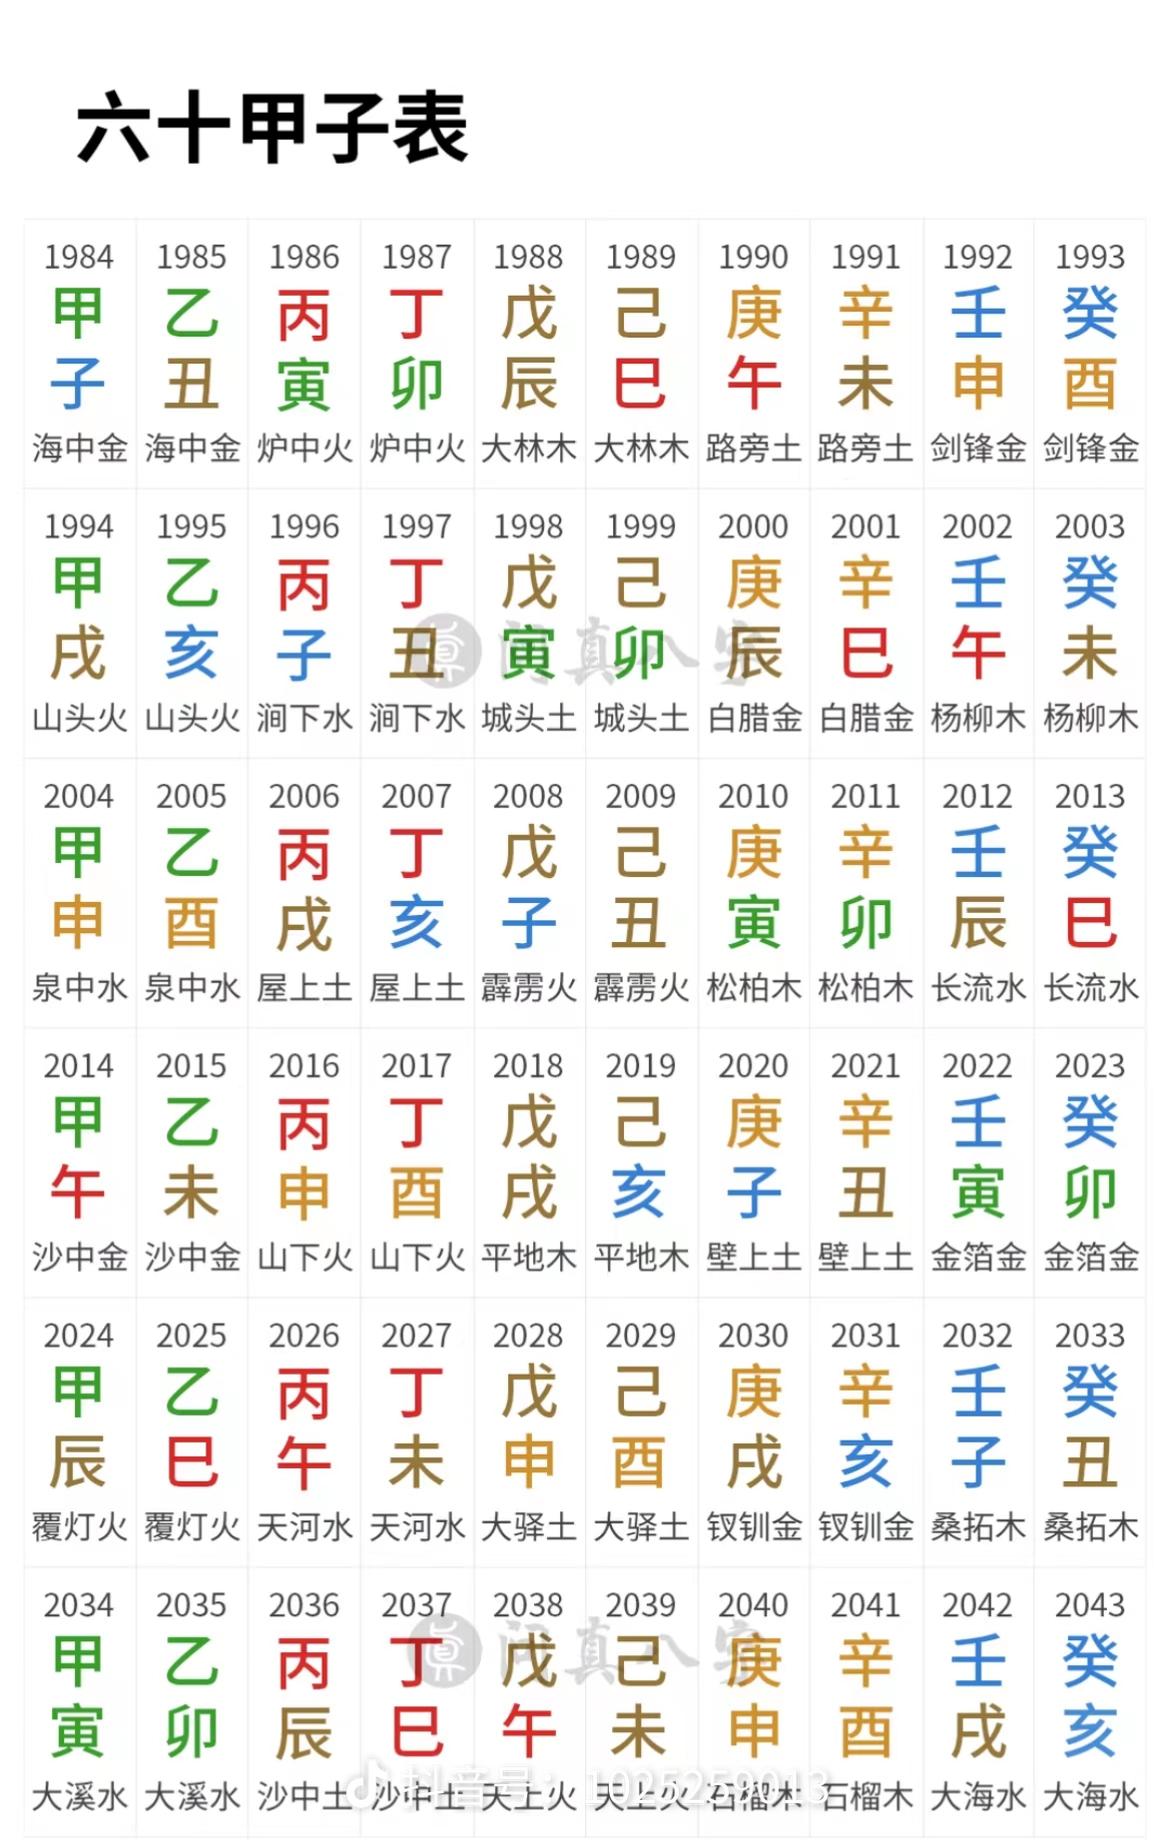 六十甲子表
1984 1985 1986 1987 1988 1989 1990 1991 1992 1993
甲 乙 丙 丁 戊 己 庚 辛 壬 癸
子 丑 寅 卯 辰 巳 午 未 申 酉
海中金 海中金 炉中火 炉中火 大林木 大林木 路旁土 路旁土 剑锋金 剑锋金
1994 1995 1996 1997 1998 1999 2000 2001 2002 2003
甲 乙 丙 丁 戊 己 庚 辛 壬 癸
戌 亥 子 丑 寅 卯 辰 巳 午 未
问真八字
山头火 山头火 涧下水 涧下水 城头土 城头土 白腊金 白腊金 杨柳木 杨柳木
2004 2005 2006 2007 2008 2009 2010 2011 2012 2013
甲 乙 丙 丁 戊 己 庚 辛 壬 癸
申 酉 戌 亥 子 丑 寅 卯 辰 巳
泉中水 泉中水 屋上土 屋上土 霹雳火 霹雳火 松柏木 松柏木 长流水 长流水
2014 2015 2016 2017 2018 2019 2020 2021 2022 2023
甲 乙 丙 丁 戊 己 庚 辛 壬 癸
午 未 申 酉 戌 亥 子 丑 寅 卯
沙中金 沙中金 山下火 山下火 平地木 平地木 壁上土 壁上土 金箔金 金箔金
2024 2025 2026 2027 2028 2029 2030 2031 2032 2033
甲 乙 丙 丁 戊 己 庚 辛 壬 癸
辰 巳 午 未 申 酉 戌 亥 子 丑
覆灯火 覆灯火 天河水 天河水 大驿土 大驿土 钗钏金 钗钏金 桑拓木 桑拓木
2034 2035 2036 2037 2038 2039 2040 2041 2042 2043
甲 乙 丙 丁 戊 己 庚 辛 壬 癸
问真八字
寅 卯 辰 巳 午 未 申 酉 戌 亥
大溪水 大溪水 沙中土 沙中土 天上火 天上火 石榴木 石榴木 大海水 大海水
抖音号：1025259013